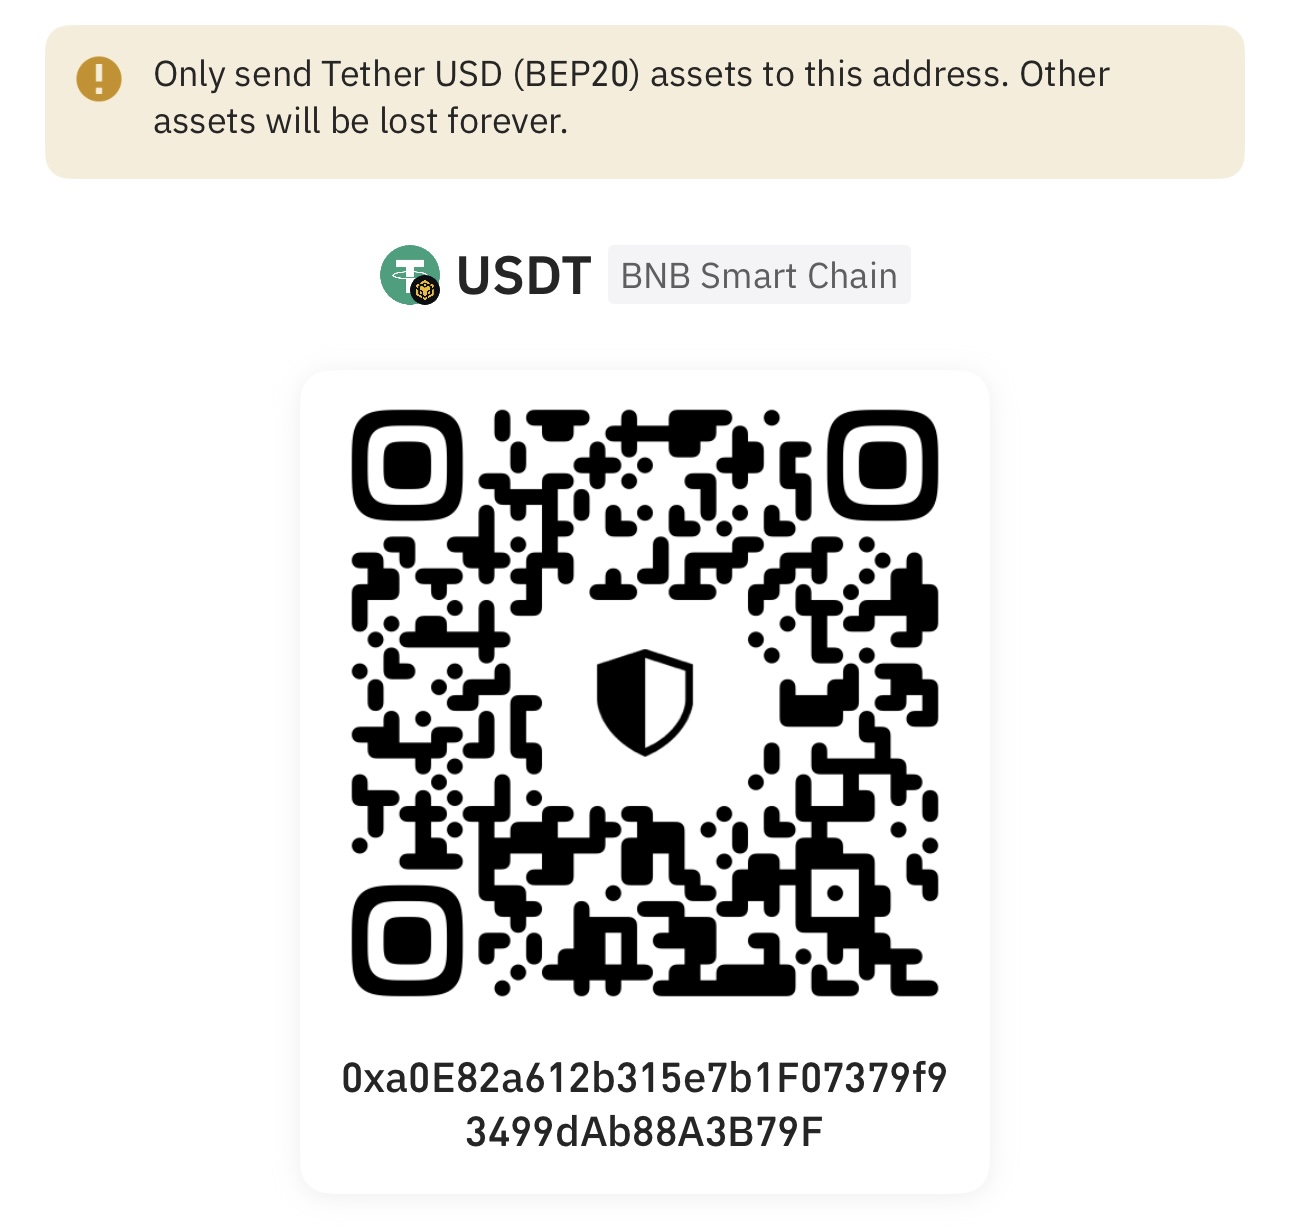 Only send Tether USD (BEP20) assets to this address. Other
assets will be lost forever.
USDT BNB Smart Chain
0xa0E82a612b315e7b1F07379f9
3499dAb88A3B79F